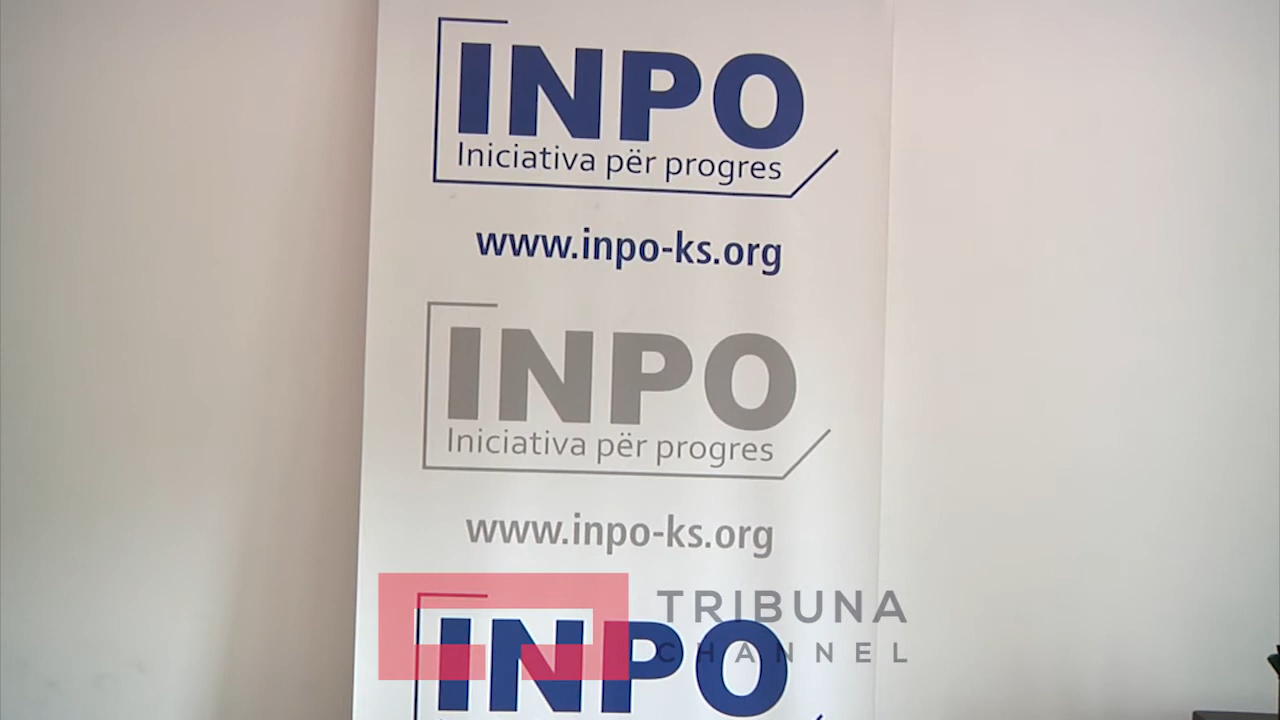 INPO
Iniciativa për progres
www.inpo-ks.org
INPO
Iniciativa për progres
www.inpo-ks.org
INPO
TRIBUNA
CHANNEL